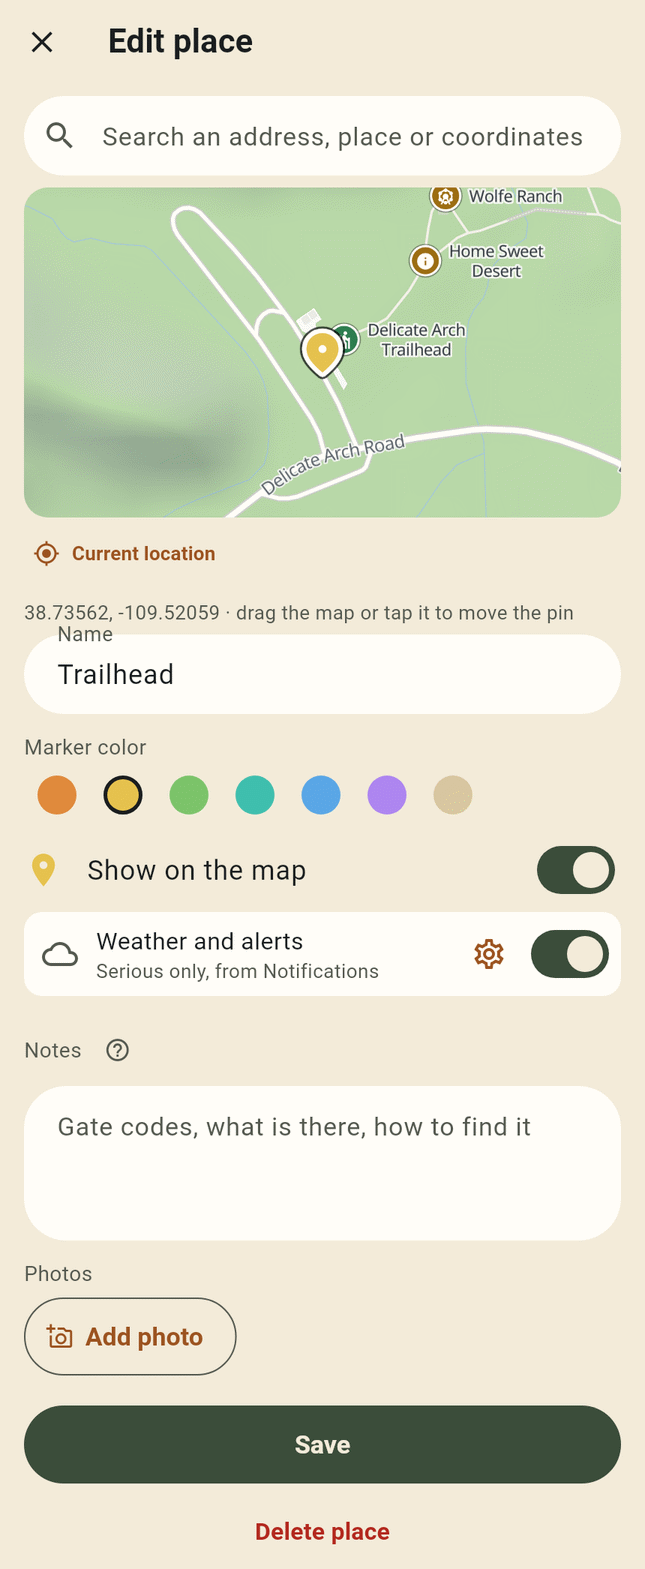 Edit place
Search an address, place or coordinates
Wolfe Ranch
Home Sweet
Desert
Delicate Arch
Trailhead
Delicate Arch Road
Current location
38.73562, -109.52059 · drag the map or tap it to move the pin
Name
Trailhead
Marker color
Show on the map
Weather and alerts
Serious only, from Notifications
Notes
Gate codes, what is there, how to find it
Photos
Add photo
Save
Delete place